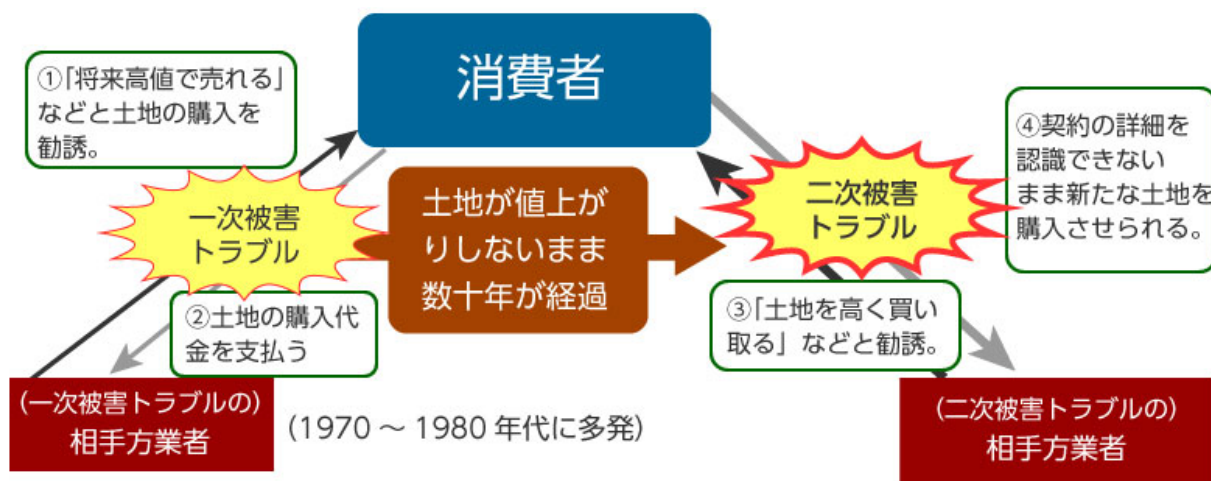 消費者
①「将来高値で売れる」
などと土地の購入を
勧誘。
一次被害
トラブル
②土地の購入代
金を支払う
(一次被害トラブルの)
相手方業者
(1970 ～ 1980 年代に多発)
土地が値上が
りしないまま
数十年が経過
二次被害
トラブル
③「土地を高く買い
取る」などと勧誘。
④契約の詳細を
認識できない
まま新たな土地を
購入させられる。
(二次被害トラブルの)
相手方業者